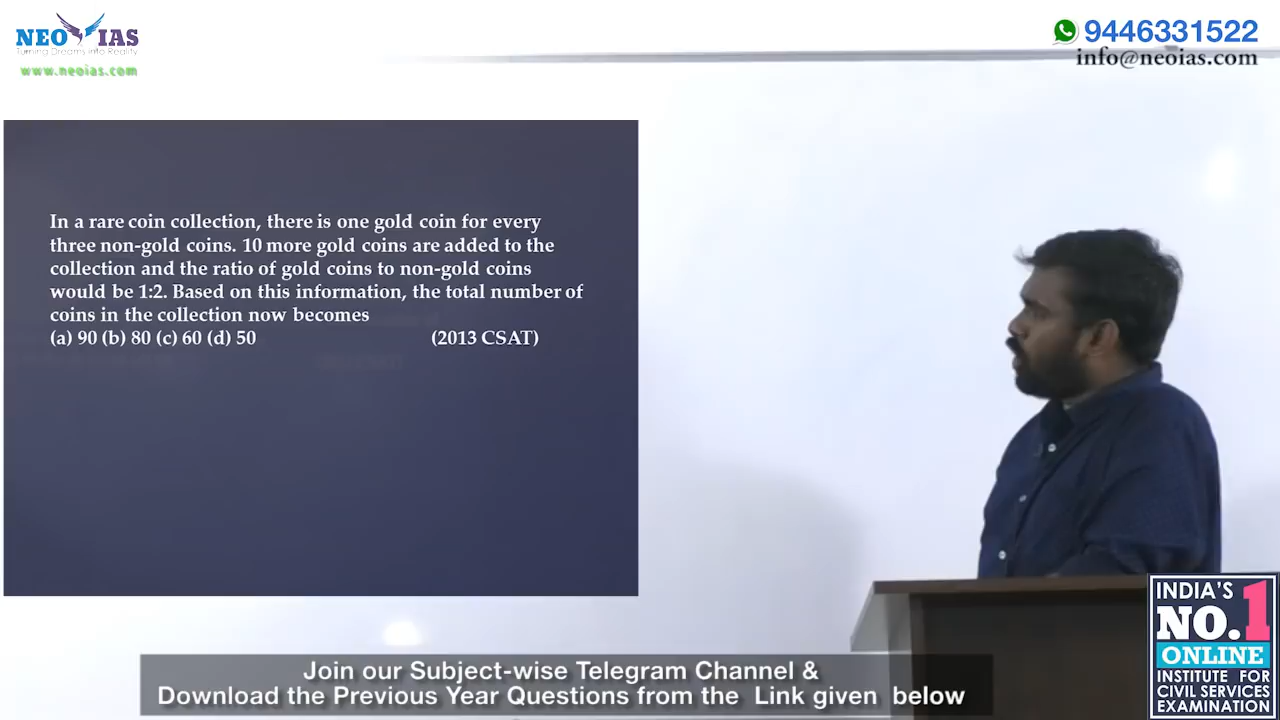 NEO IAS
Turning Dreams into Reality
www.neoias.com
9446331522
info@neoias.com
In a rare coin collection, there is one gold coin for every
three non-gold coins. 10 more gold coins are added to the
collection and the ratio of gold coins to non-gold coins
would be 1:2. Based on this information, the total number of
coins in the collection now becomes
(a) 90 (b) 80 (c) 60 (d) 50 (2013 CSAT)
Join our Subject-wise Telegram Channel &
Download the Previous Year Questions from the Link given below
INDIA'S
NO.1
ONLINE
INSTITUTE FOR
CIVIL SERVICES
EXAMINATION